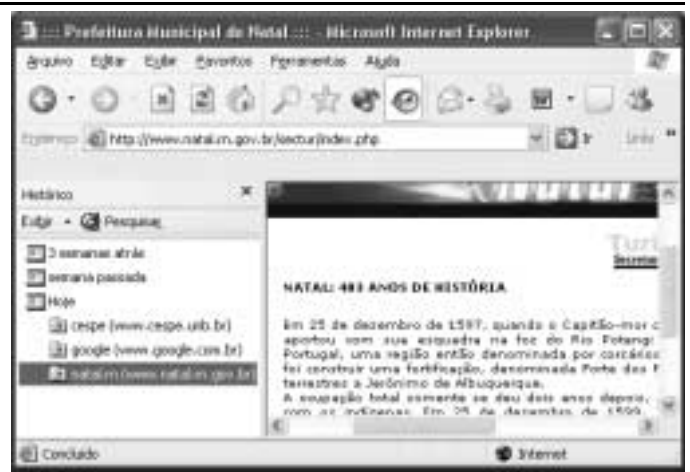 ::: Prefeitura Municipal de Natal ::: - Microsoft Internet Explorer
Arquivo Editar Exibir Favoritos Ferramentas Ajuda
Endereço http://www.natal.rn.gov.br/sectur/index.php Ir Links »
Histórico
Exibir Pesquisar
3 semanas atrás
semana passada
Hoje
cespe (www.cespe.unb.br)
google (www.google.com.br)
natal.rn (www.natal.rn.gov.br)
NATAL: 403 ANOS DE HISTÓRIA
Em 25 de dezembro de 1597, quando o Capitão-mor
aportou com sua esquadra na foz do Rio Potengi
Portugal, uma região então denominada por
foi construir uma fortificação, denominada Forte dos
terrestres a Jerônimo de Albuquerque.
A ocupação total somente se deu dois anos depois,
com os indígenas. Em 25 de dezembro de 1599
Concluído Internet